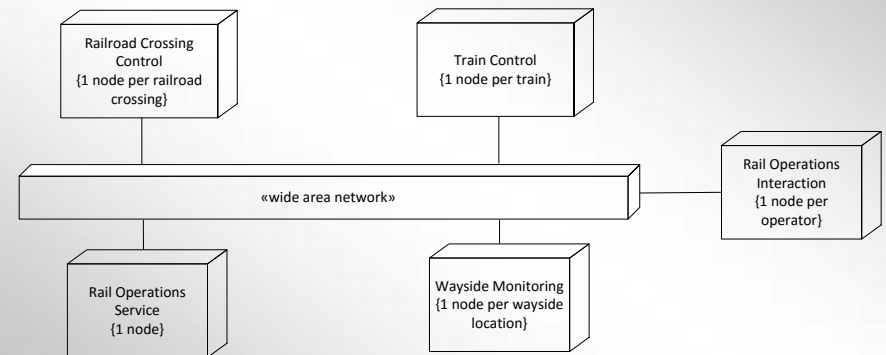 Railroad Crossing
Control
{1 node per railroad
crossing}
Train Control
{1 node per train}
Rail Operations
Interaction
{1 node per
operator}
«wide area network»
Rail Operations
Service
{1 node}
Wayside Monitoring
{1 node per wayside
location}